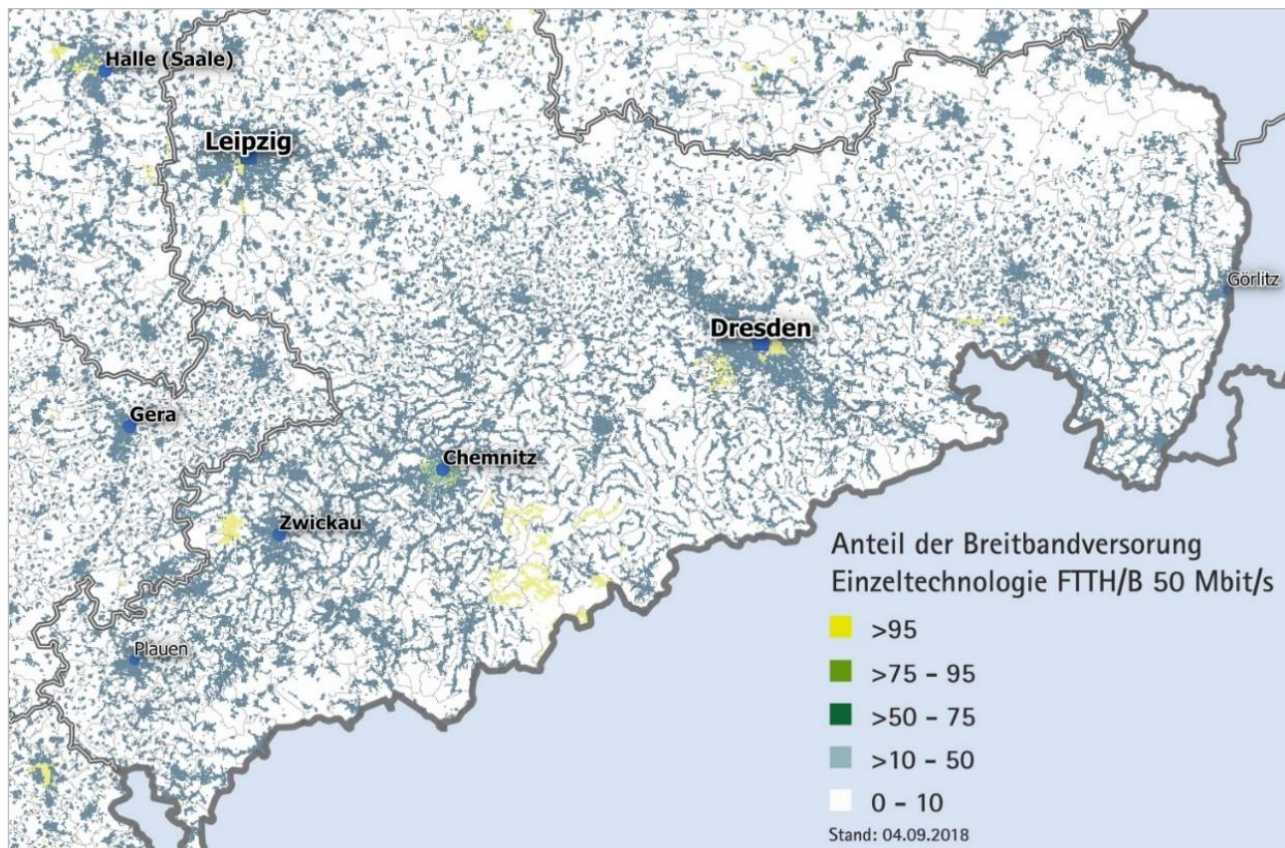 Halle (Saale)
Leipzig
Görlitz
Dresden
Gera
Chemnitz
Zwickau
Plauen
Anteil der Breitbandversorung
Einzeltechnologie FTTH/B 50 Mbit/s
>95
>75 - 95
>50 - 75
>10 - 50
0 - 10
Stand: 04.09.2018